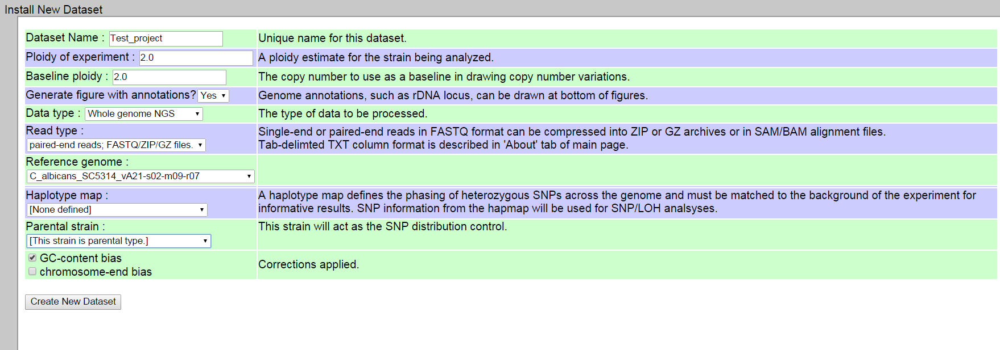 Install New Dataset
Dataset Name : Test_project Unique name for this dataset.
Ploidy of experiment : 2.0 A ploidy estimate for the strain being analyzed.
Baseline ploidy : 2.0 The copy number to use as a baseline in drawing copy number variations.
Generate figure with annotations? Yes Genome annotations, such as rDNA locus, can be drawn at bottom of figures.
Data type : Whole genome NGS The type of data to be processed.
Read type :
paired-end reads; FASTQ/ZIP/GZ files.
Single-end or paired-end reads in FASTQ format can be compressed into ZIP or GZ archives or in SAM/BAM alignment files.
Tab-delimted TXT column format is described in 'About' tab of main page.
Reference genome :
C_albicans_SC5314_vA21-s02-m09-r07
Haplotype map :
[None defined]
A haplotype map defines the phasing of heterozygous SNPs across the genome and must be matched to the background of the experiment for
informative results. SNP information from the hapmap will be used for SNP/LOH analsyses.
Parental strain :
[This strain is parental type.]
This strain will act as the SNP distribution control.
GC-content bias
chromosome-end bias
Corrections applied.
Create New Dataset